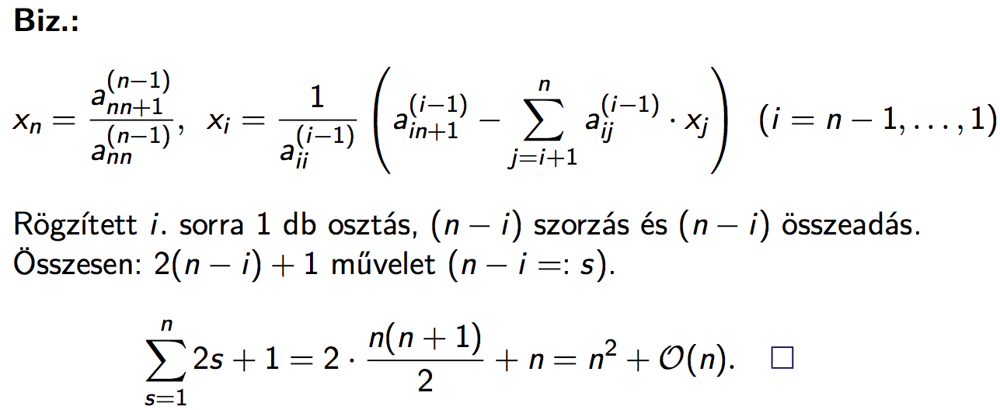 Biz.:
$x_n = \frac{a_{nn+1}^{(n-1)}}{a_{nn}^{(n-1)}}, \; x_i = \frac{1}{a_{ii}^{(i-1)}} \left( a_{in+1}^{(i-1)} - \sum_{j=i+1}^{n} a_{ij}^{(i-1)} \cdot x_j \right) \; (i = n-1, \ldots, 1)$
Rögzített i. sorra 1 db osztás, (n − i) szorzás és (n − i) összeadás.
Összesen: 2(n − i) + 1 művelet (n − i =: s).
$\sum_{s=1}^{n} 2s + 1 = 2 \cdot \frac{n(n+1)}{2} + n = n^2 + \mathcal{O}(n). \quad \square$